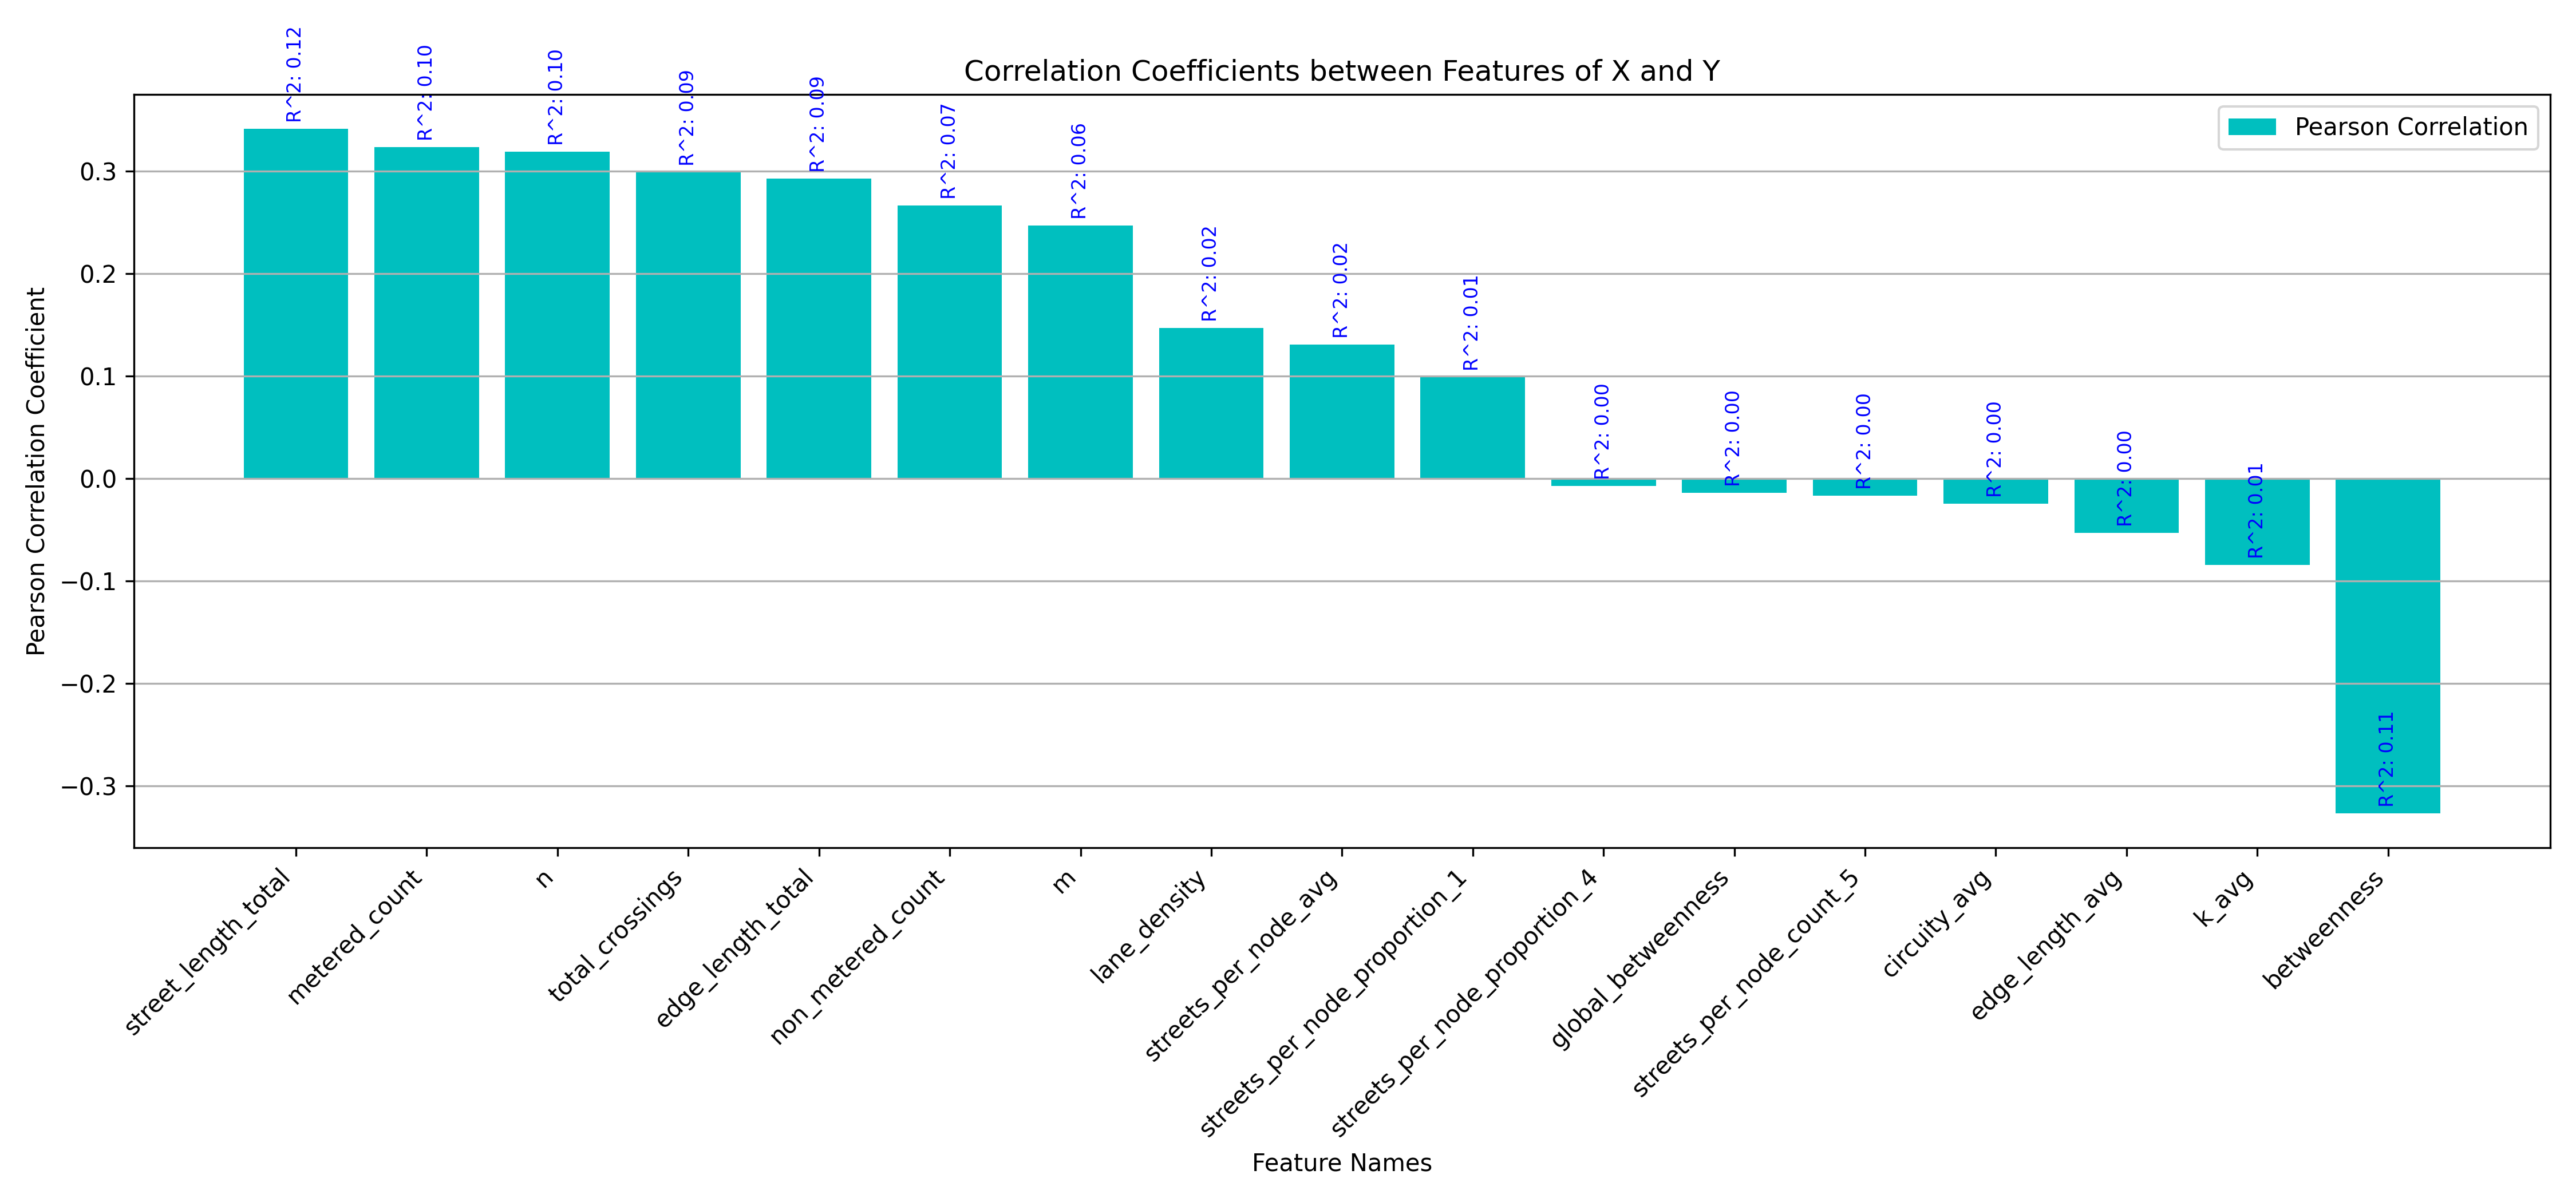 Correlation Coefficients between Features of X and Y
Pearson Correlation
Pearson Correlation Coefficient
0.3
0.2
0.1
0.0
−0.1
−0.2
−0.3
R^2: 0.12
R^2: 0.10
R^2: 0.10
R^2: 0.09
R^2: 0.09
R^2: 0.07
R^2: 0.06
R^2: 0.02
R^2: 0.02
R^2: 0.01
R^2: 0.00
R^2: 0.00
R^2: 0.00
R^2: 0.00
R^2: 0.00
R^2: 0.01
R^2: 0.11
street_length_total
metered_count
n
total_crossings
edge_length_total
non_metered_count
m
lane_density
streets_per_node_avg
streets_per_node_proportion_1
streets_per_node_proportion_4
global_betweenness
streets_per_node_count_5
circuity_avg
edge_length_avg
k_avg
betweenness
Feature Names